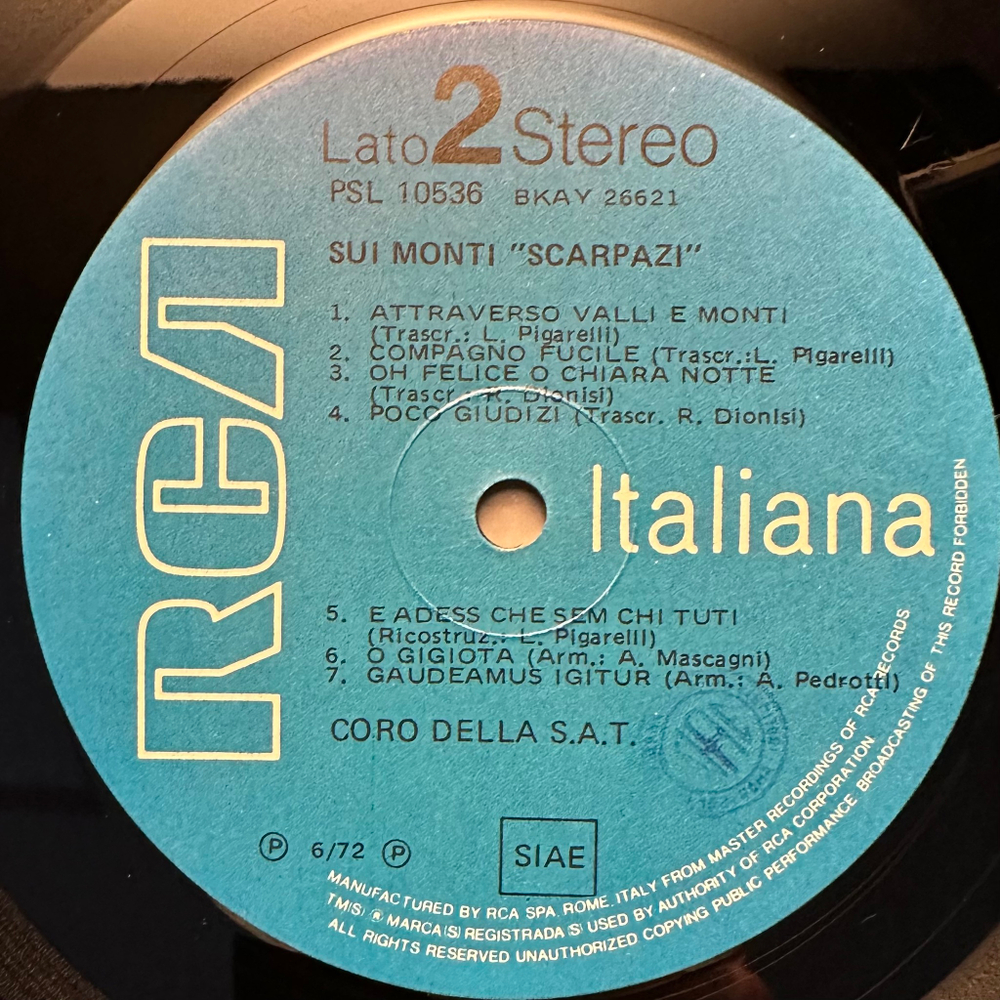 Lato 2 Stereo
PSL 10536 BKAY 26621
SUI MONTI "SCARPAZI"
1. ATTRAVERSO VALLI E MONTI
(Trascr.: L. Pigarelli)
2. COMPAGNO FUCILE (Trascr.:L. Pigarelli)
3. OH FELICE O CHIARA NOTTE
(Trascr.: R. Dionisi)
4. POCO GIUDIZI (Trascr. R. Dionisi)
RCA
Italiana
5. E ADESS CHE SEM CHI TUTI
(Ricostruz.: L. Pigarelli)
6. O GIGIOTA (Arm.: A. Mascagni)
7. GAUDEAMUS IGITUR (Arm.: A. Pedrotti)
CORO DELLA S.A.T.
Ⓟ 6/72 Ⓟ
SIAE
MANUFACTURED BY RCA SPA. ROME. ITALY FROM MASTER RECORDINGS OF RCA RECORDS
TM(S) ® MARCA(S) REGISTRADA(S) USED BY AUTHORITY OF RCA CORPORATION
ALL RIGHTS RESERVED UNAUTHORIZED COPYING PUBLIC PERFORMANCE BROADCASTING OF THIS RECORD FORBIDDEN